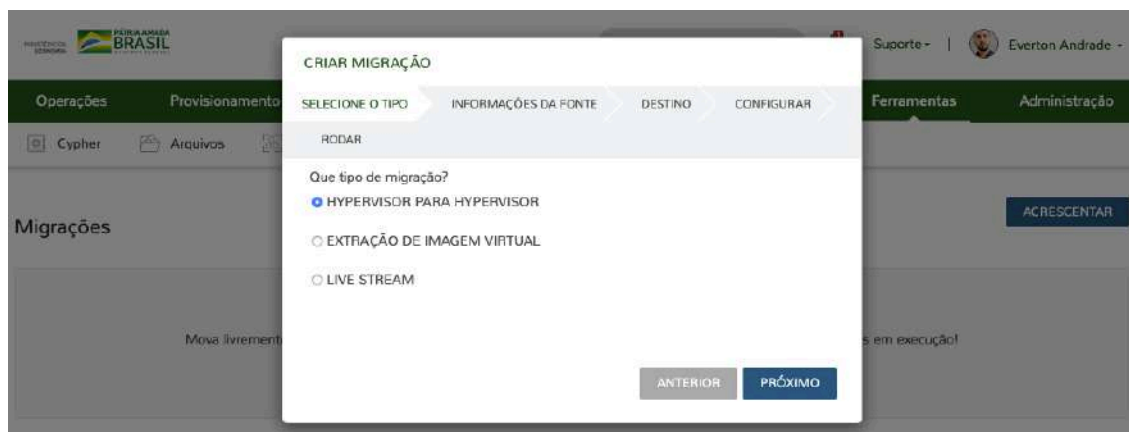 PÁTRIA AMADA
BRASIL
Suporte
Everton Andrade
CRIAR MIGRAÇÃO
Operações
Provisionamento
SELECIONE O TIPO
INFORMAÇÕES DA FONTE
DESTINO
CONFIGURAR
Ferramentas
Administração
Cypher
Arquivos
RODAR
Que tipo de migração?
HYPERVISOR PARA HYPERVISOR
Migrações
ACRESCENTAR
EXTRAÇÃO DE IMAGEM VIRTUAL
LIVE STREAM
Mova livrement
s em execução!
ANTERIOR
PRÓXIMO